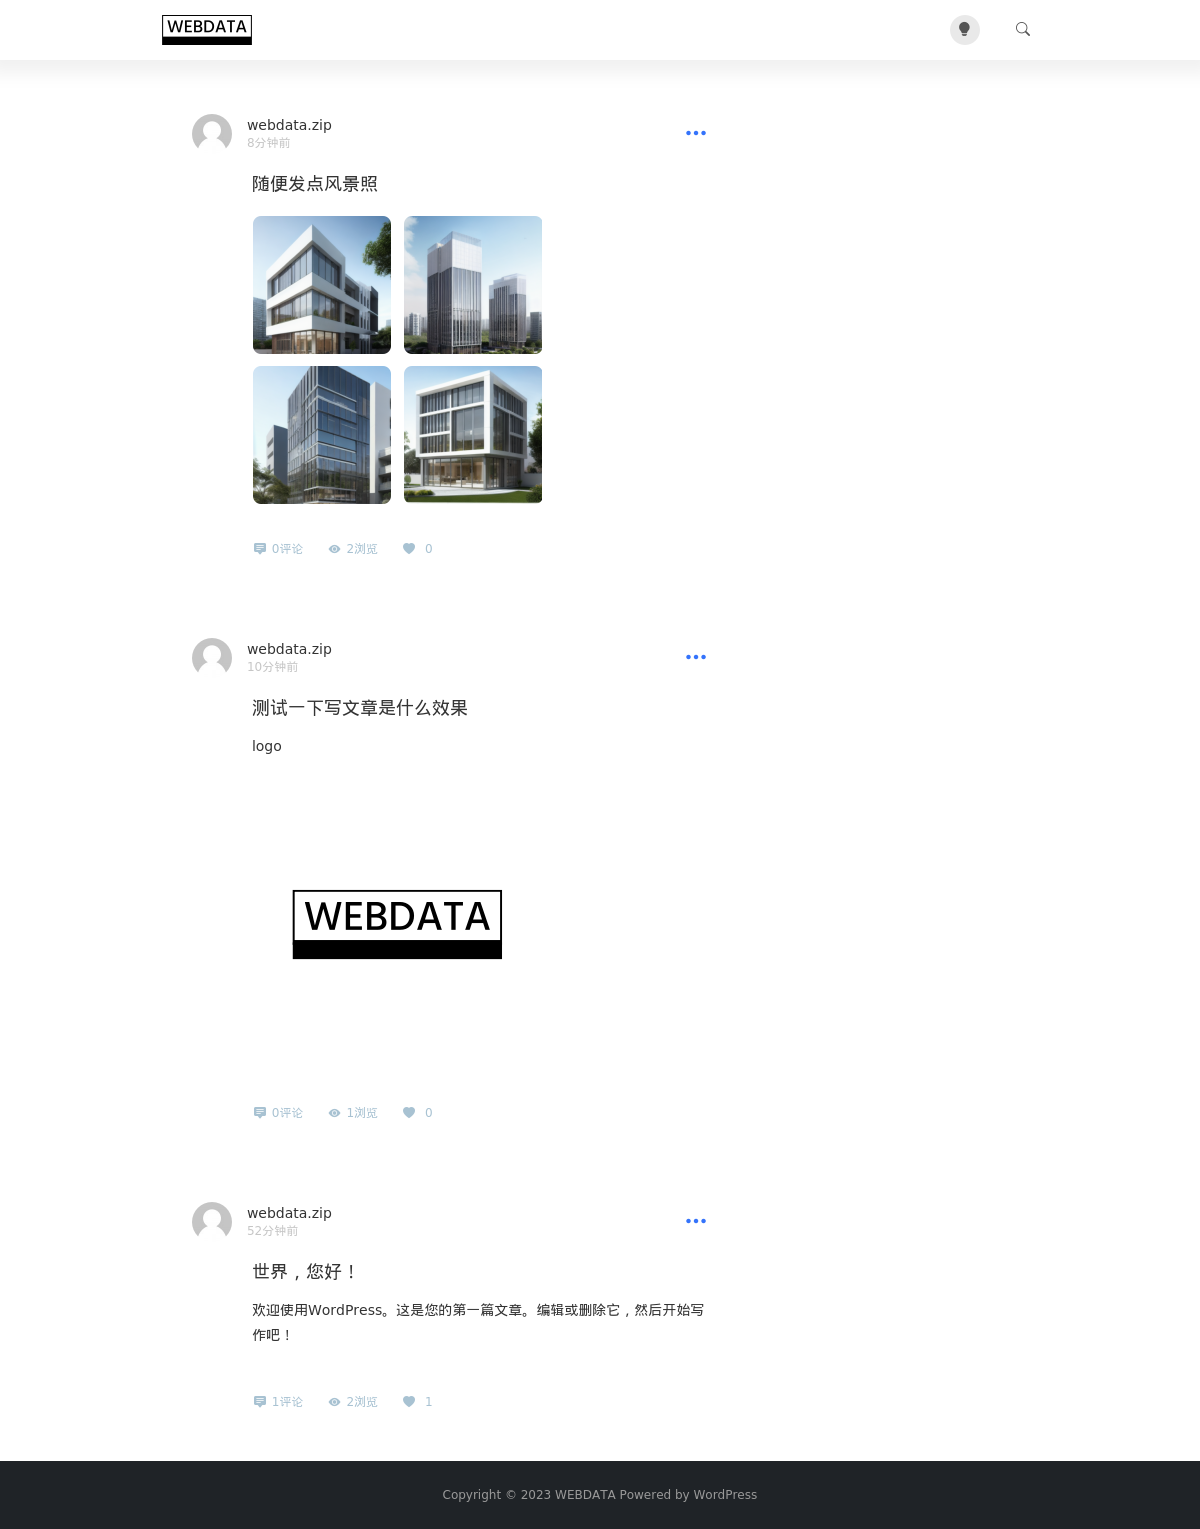 WEBDATA
webdata.zip
8分钟前
随便发点风景照
0评论 2浏览 0
webdata.zip
10分钟前
测试一下写文章是什么效果
logo
WEBDATA
0评论 1浏览 0
webdata.zip
52分钟前
世界，您好！
欢迎使用WordPress。这是您的第一篇文章。编辑或删除它，然后开始写
作吧！
1评论 2浏览 1
Copyright © 2023 WEBDATA Powered by WordPress